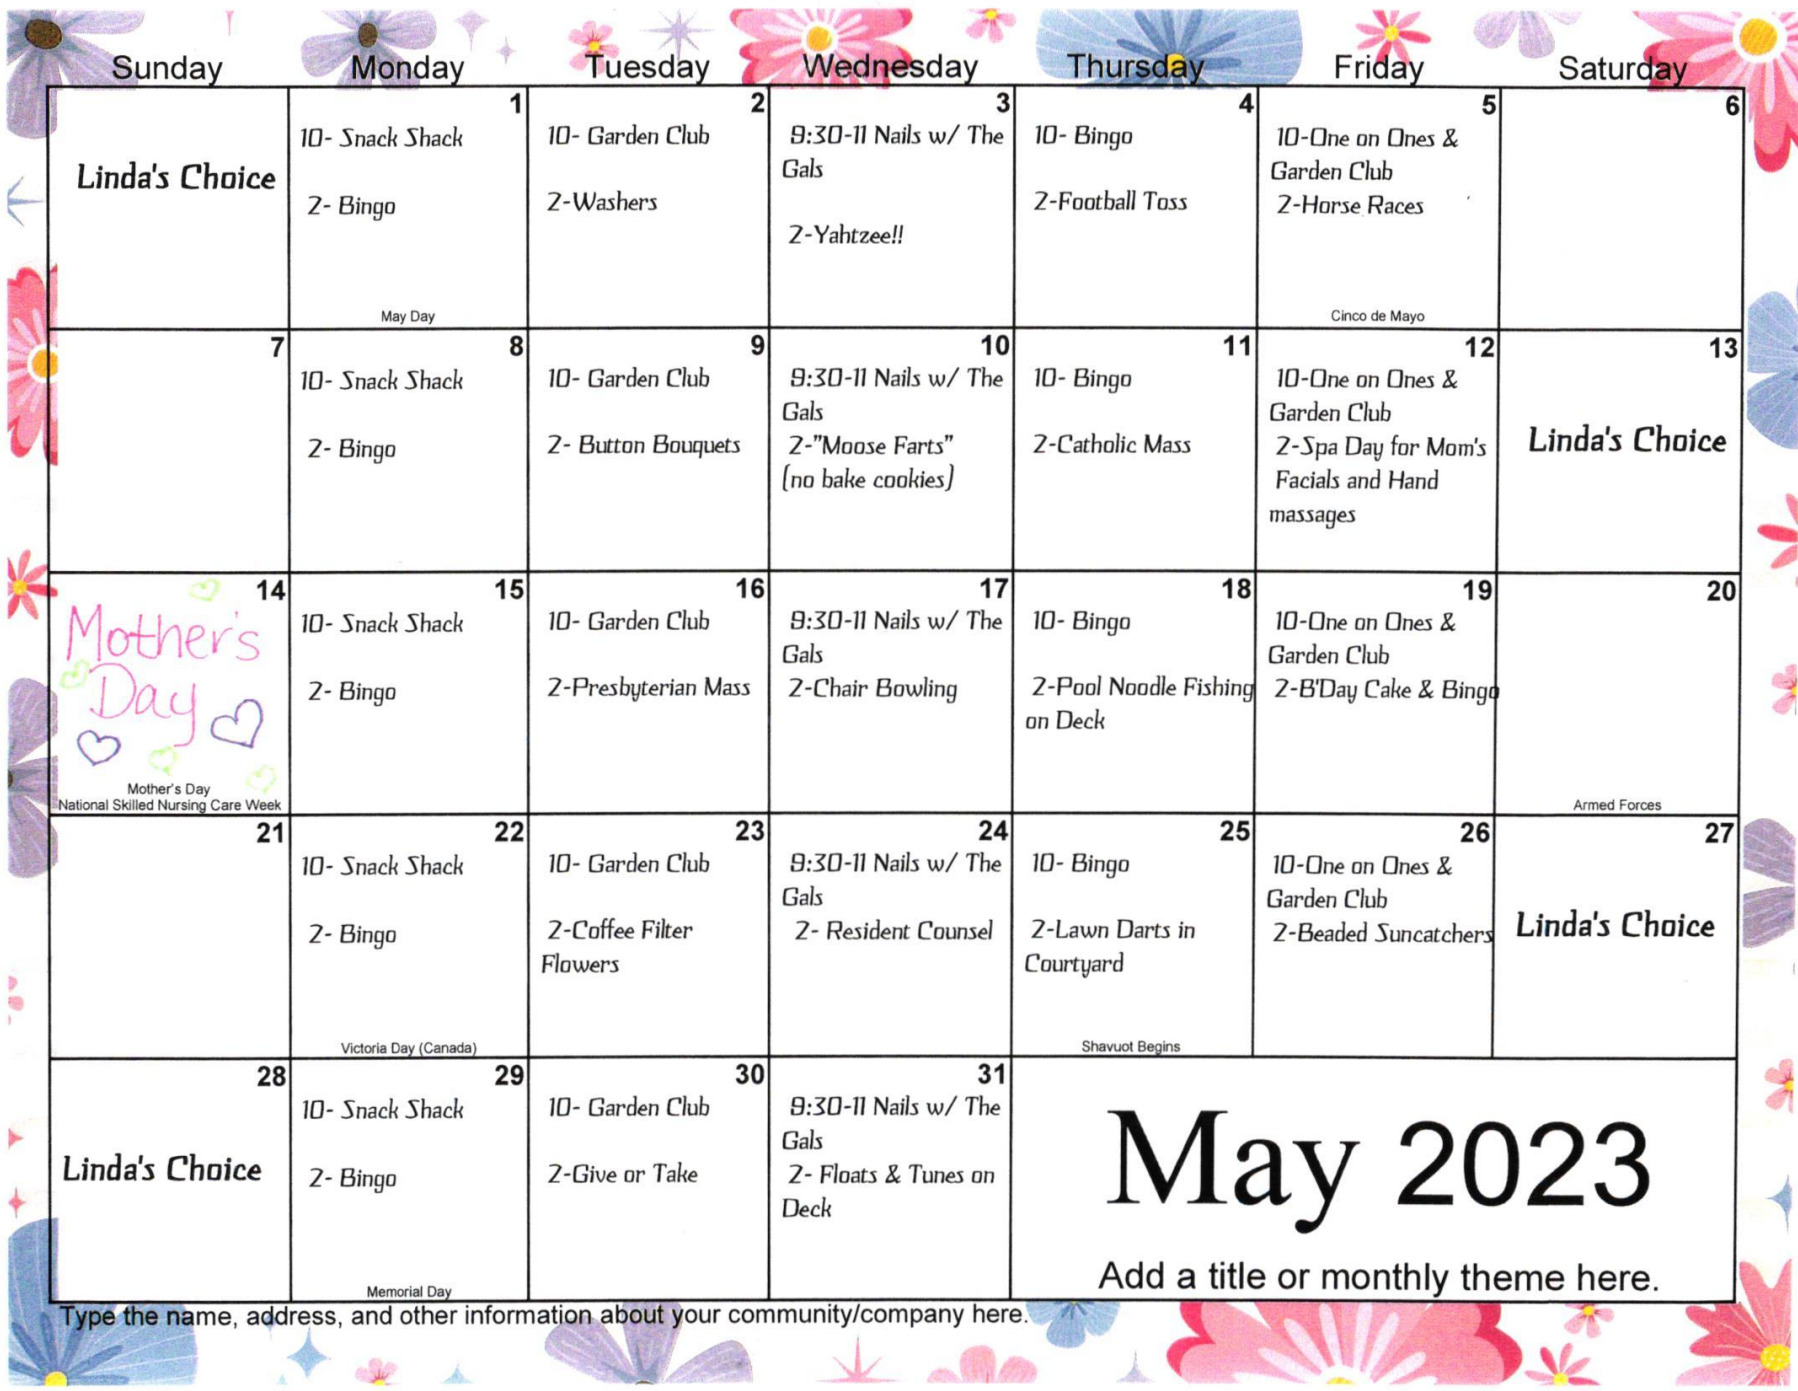 Sunday Monday Tuesday Wednesday Thursday Friday Saturday
Linda's Choice
1
10- Snack Shack
2- Bingo
May Day
2
10- Garden Club
2-Washers
3
9:30-11 Nails w/ The
Gals
2-Yahtzee!!
4
10- Bingo
2-Football Toss
5
10-One on Ones &
Garden Club
2-Horse Races
Cinco de Mayo
6
7
8
10- Snack Shack
2- Bingo
9
10- Garden Club
2- Button Bouquets
10
9:30-11 Nails w/ The
Gals
2-"Moose Farts"
(no bake cookies)
11
10- Bingo
2-Catholic Mass
12
10-One on Ones &
Garden Club
2-Spa Day for Mom's
Facials and Hand
massages
13
Linda's Choice
14
Mother's
Day
Mother's Day
National Skilled Nursing Care Week
15
10- Snack Shack
2- Bingo
16
10- Garden Club
2-Presbyterian Mass
17
9:30-11 Nails w/ The
Gals
2-Chair Bowling
18
10- Bingo
2-Pool Noodle Fishing
on Deck
19
10-One on Ones &
Garden Club
2-B'Day Cake & Bingo
20
Armed Forces
21
22
10- Snack Shack
2- Bingo
Victoria Day (Canada)
23
10- Garden Club
2-Coffee Filter
Flowers
24
9:30-11 Nails w/ The
Gals
2- Resident Counsel
25
10- Bingo
2-Lawn Darts in
Courtyard
Shavuot Begins
26
10-One on Ones &
Garden Club
2-Beaded Suncatchers
27
Linda's Choice
28
Linda's Choice
29
10- Snack Shack
2- Bingo
Memorial Day
30
10- Garden Club
2-Give or Take
31
9:30-11 Nails w/ The
Gals
2- Floats & Tunes on
Deck
May 2023
Add a title or monthly theme here.
Type the name, address, and other information about your community/company here.